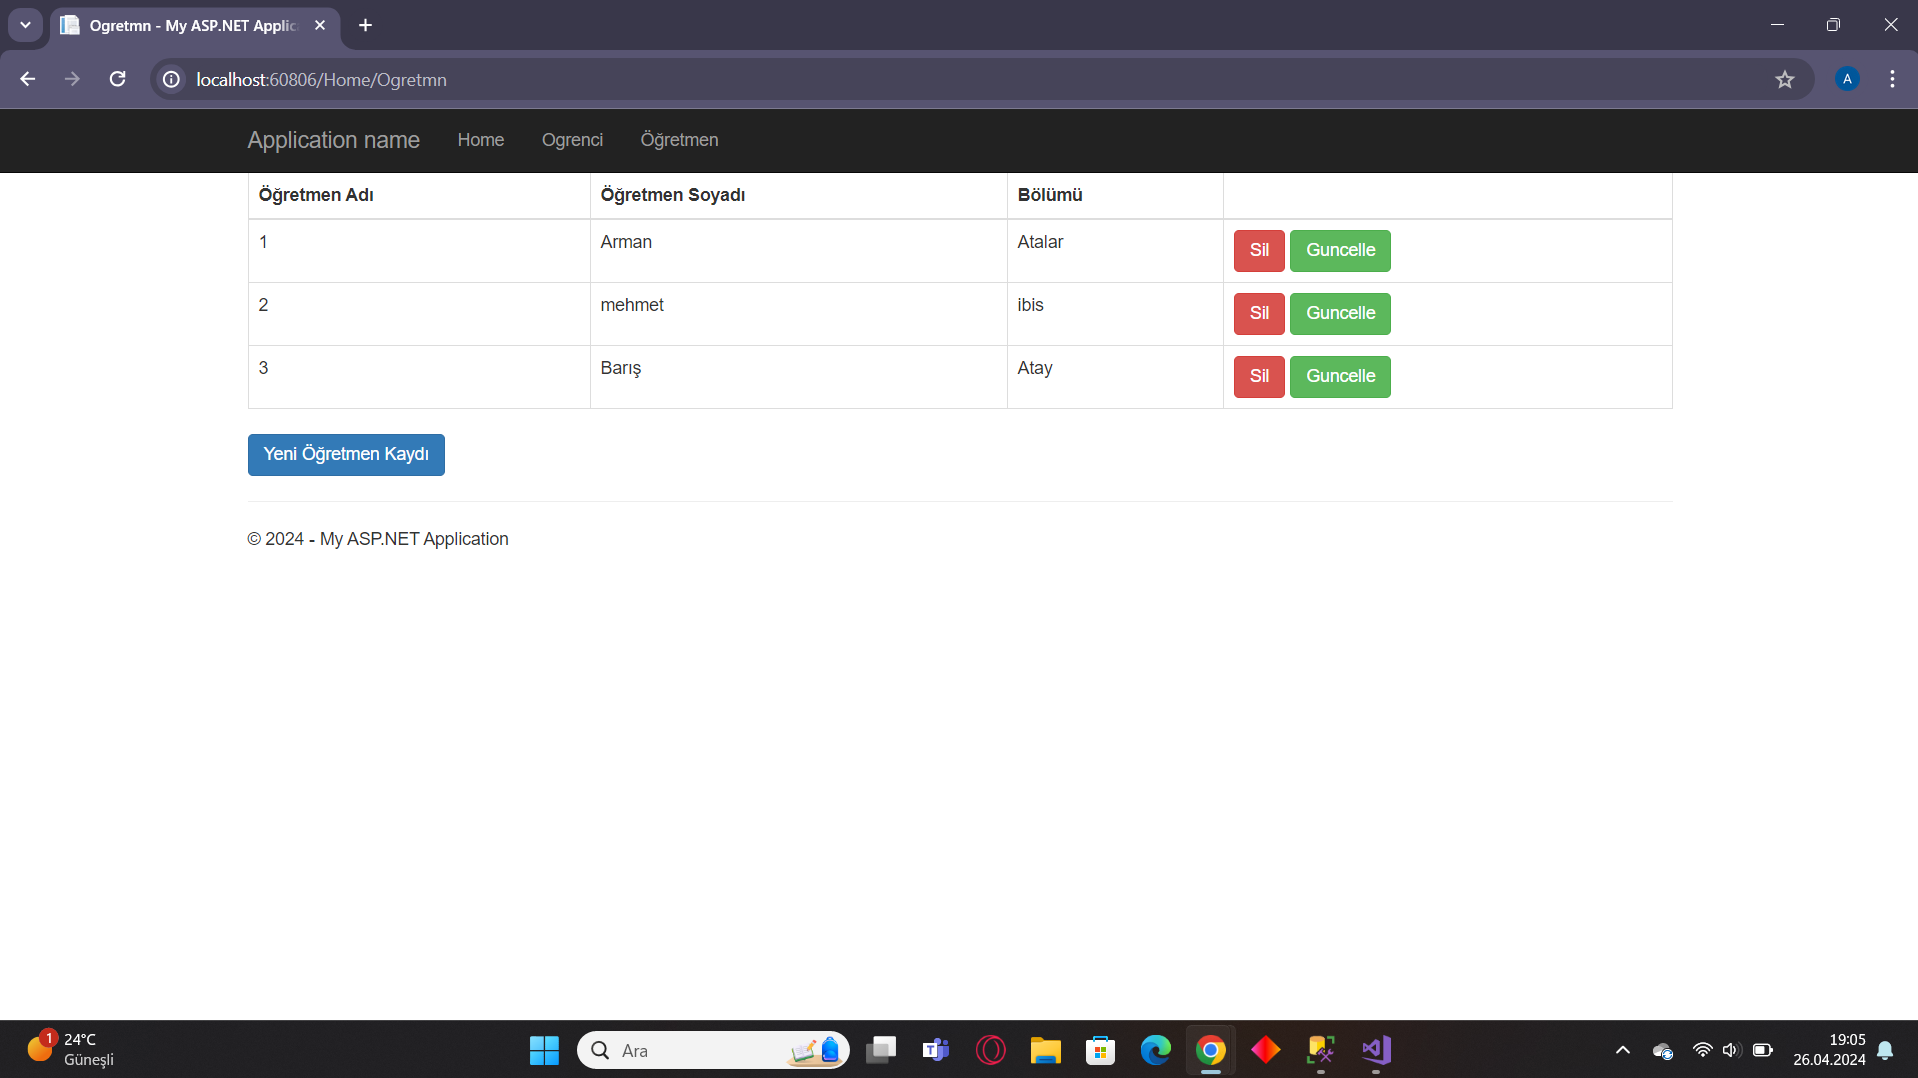 Ogretmn - My ASP.NET Applic
localhost:60806/Home/Ogretmn
A
Application name Home Ogrenci Öğretmen
Öğretmen Adı Öğretmen Soyadı Bölümü
1 Arman Atalar Sil Guncelle
2 mehmet ibis Sil Guncelle
3 Barış Atay Sil Guncelle
Yeni Öğretmen Kaydı
© 2024 - My ASP.NET Application
1
24°C
Güneşli
Ara
T
19:05
26.04.2024